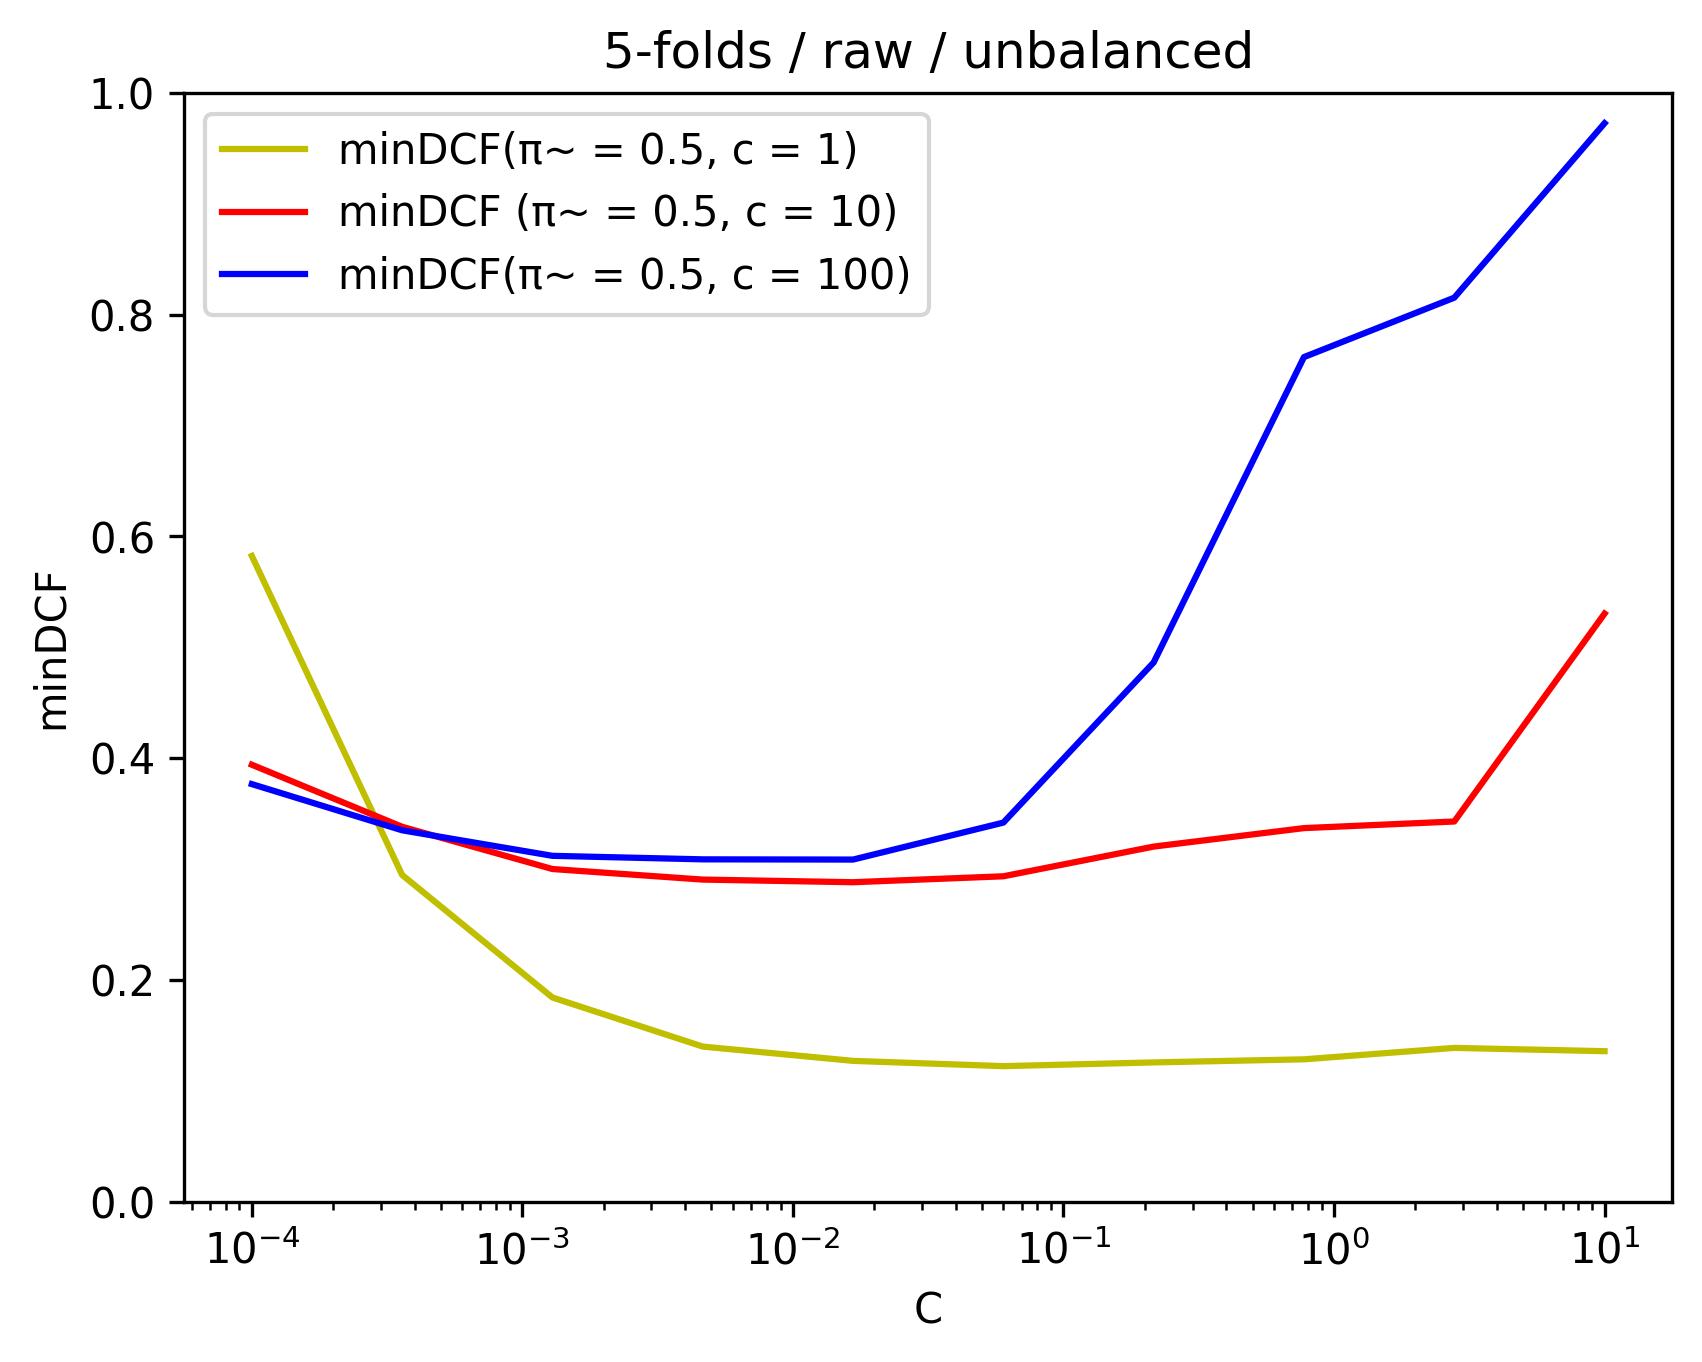 5-folds / raw / unbalanced
minDCF(π~ = 0.5, c = 1)
minDCF (π~ = 0.5, c = 10)
minDCF(π~ = 0.5, c = 100)
minDCF
1.0
0.8
0.6
0.4
0.2
0.0
10⁻⁴ 10⁻³ 10⁻² 10⁻¹ 10⁰ 10¹
C